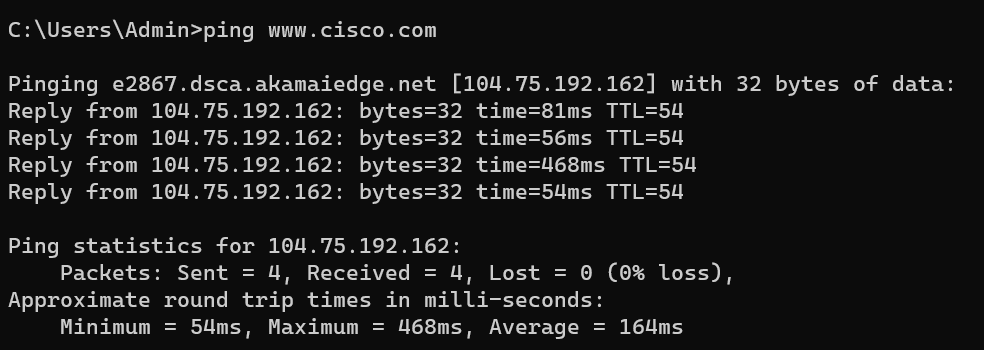 C:\Users\Admin>ping www.cisco.com
Pinging e2867.dsca.akamaiedge.net [104.75.192.162] with 32 bytes of data:
Reply from 104.75.192.162: bytes=32 time=81ms TTL=54
Reply from 104.75.192.162: bytes=32 time=56ms TTL=54
Reply from 104.75.192.162: bytes=32 time=468ms TTL=54
Reply from 104.75.192.162: bytes=32 time=54ms TTL=54
Ping statistics for 104.75.192.162:
    Packets: Sent = 4, Received = 4, Lost = 0 (0% loss),
Approximate round trip times in milli-seconds:
    Minimum = 54ms, Maximum = 468ms, Average = 164ms